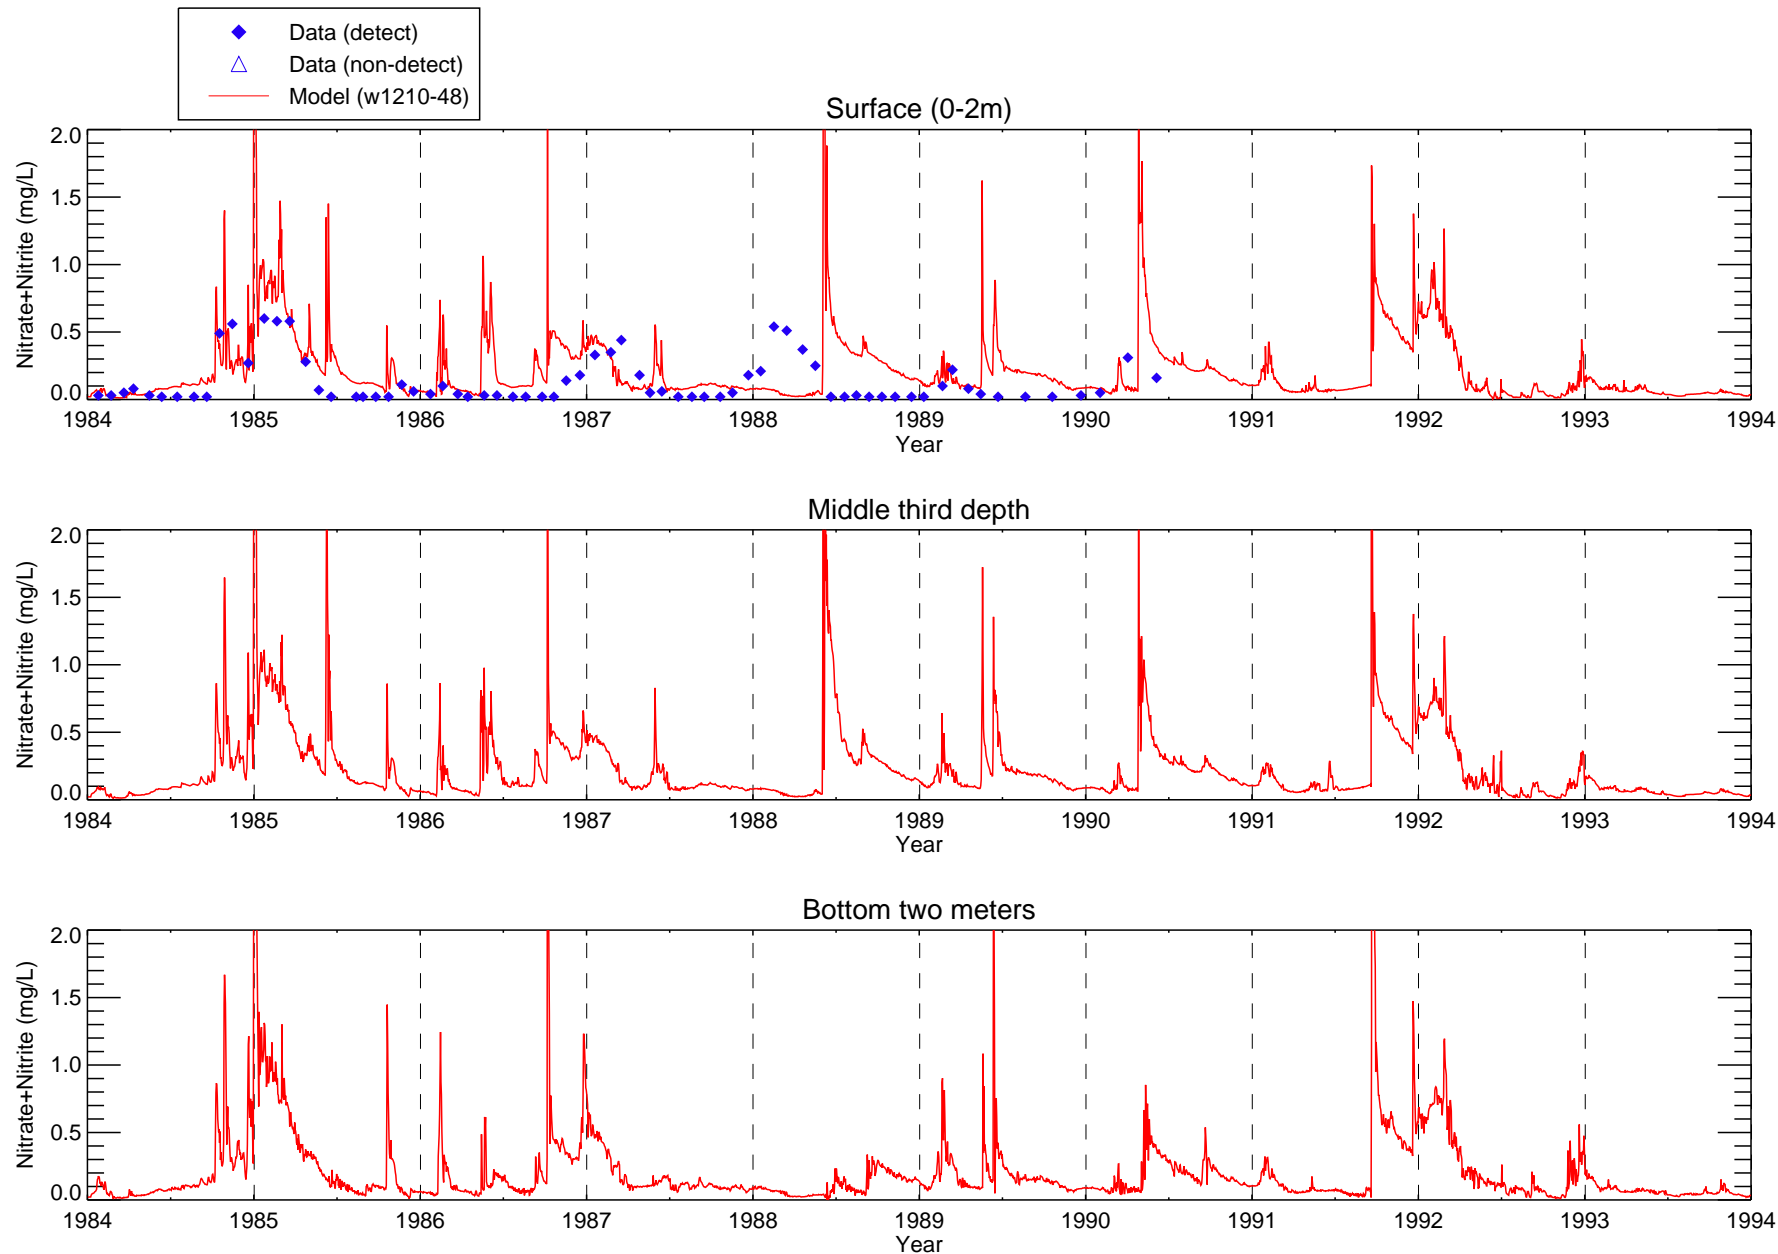 Data (detect)
Data (non-detect)
Model (w1210-48)
Surface (0-2m)
Nitrate+Nitrite (mg/L)
2.0
1.5
1.0
0.5
0.0
1984 1985 1986 1987 1988 1989 1990 1991 1992 1993 1994
Year
Middle third depth
Nitrate+Nitrite (mg/L)
2.0
1.5
1.0
0.5
0.0
1984 1985 1986 1987 1988 1989 1990 1991 1992 1993 1994
Year
Bottom two meters
Nitrate+Nitrite (mg/L)
2.0
1.5
1.0
0.5
0.0
1984 1985 1986 1987 1988 1989 1990 1991 1992 1993 1994
Year